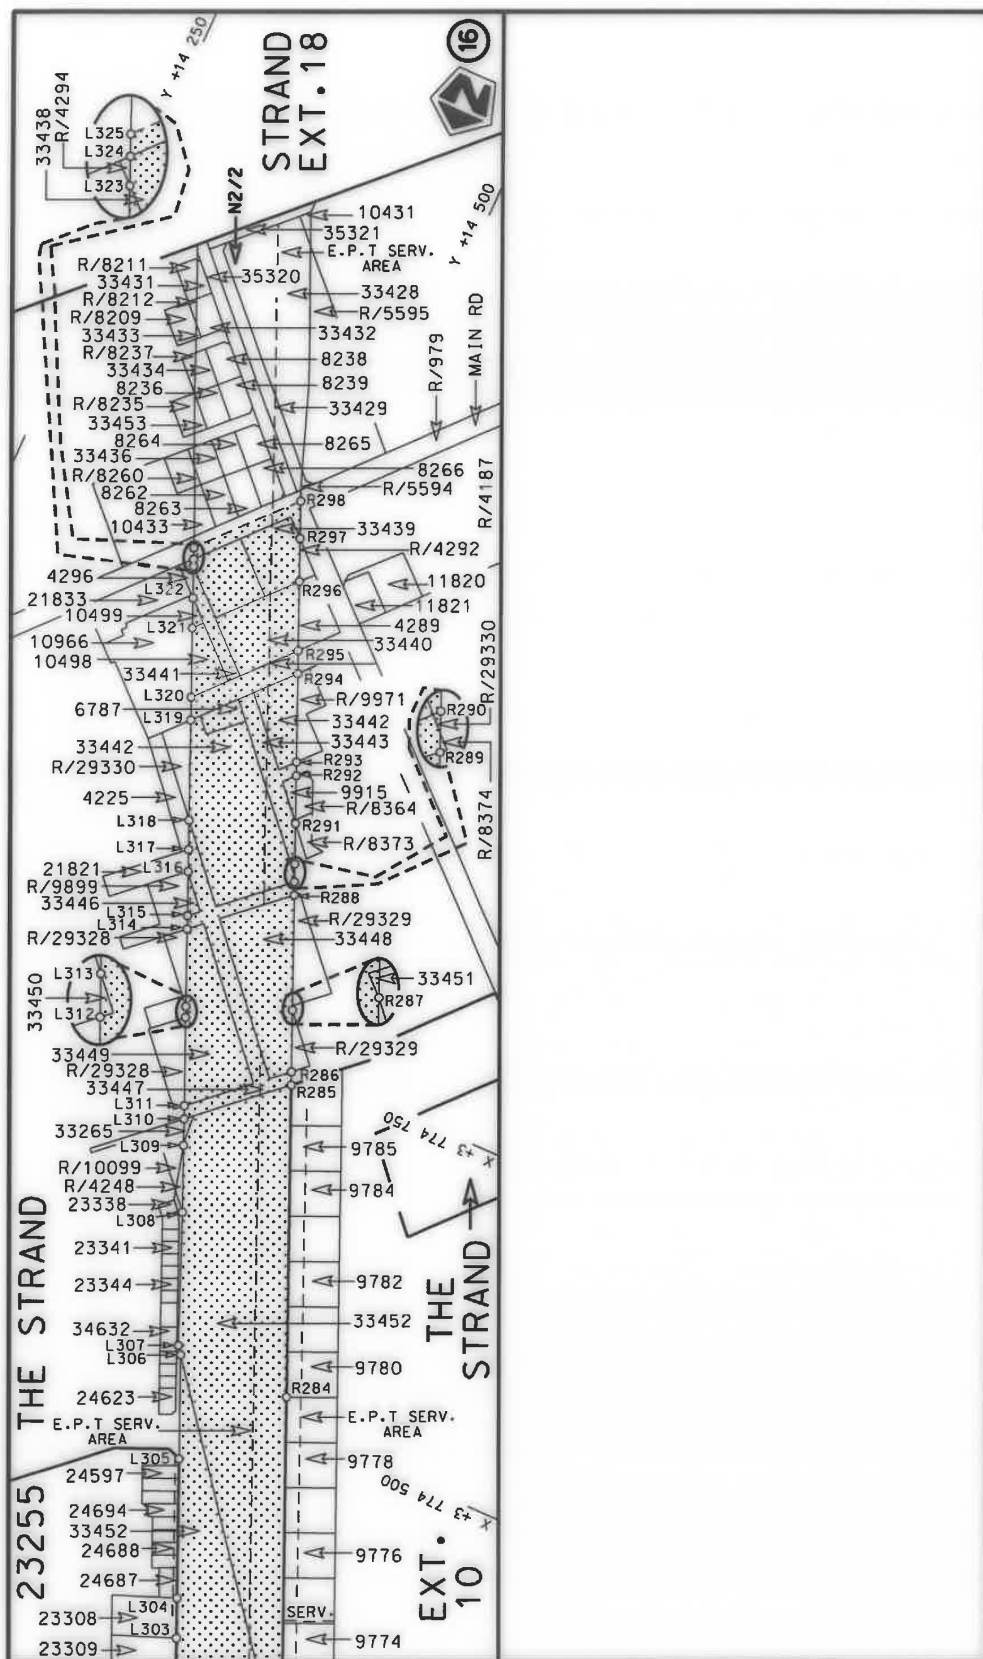 Y +14 250
STRAND
EXT.18
16
33438
R/4294
L325
L324
L323
N2/2
10431
35321
E.P.T SERV.
AREA
Y +14 500
R/8211
33431
35320
R/8212
33428
R/8209
R/5595
33433
33432
R/8237
8238
33434
8239
8236
R/979
MAIN RD
R/8235
33429
33453
8264
8265
33436
8266
R/8260
R/5594
8262
R298
8263
10433
33439
R297
R/4187
R/4292
4296
L322
R296
11820
21833
11821
10499
4289
L321
10966
33440
10498
R295
33441
R294
R/29330
L320
R/9971
6787
L319
33442
R290
33442
33443
R289
R/29330
R293
R292
4225
9915
R/8364
R/8374
L318
R291
L317
R/8373
21821
L316
R/9899
R288
33446
L315
R/29329
L314
R/29328
33448
L313
33451
33450
R287
L312
33449
R/29329
R/29328
R286
33447
R285
L311
L310
33265
X +3 774 750
L309
9785
R/10099
R/4248
9784
23338
L308
THE STRAND
23341
23344
9782
33452
THE
STRAND
34632
L307
L306
9780
24623
R284
E.P.T SERV.
AREA
E.P.T SERV.
AREA
L305
9778
24597
X +3 774 500
23255
24694
33452
24688
9776
EXT.
10
24687
L304
SERV.
23308
L303
9774
23309